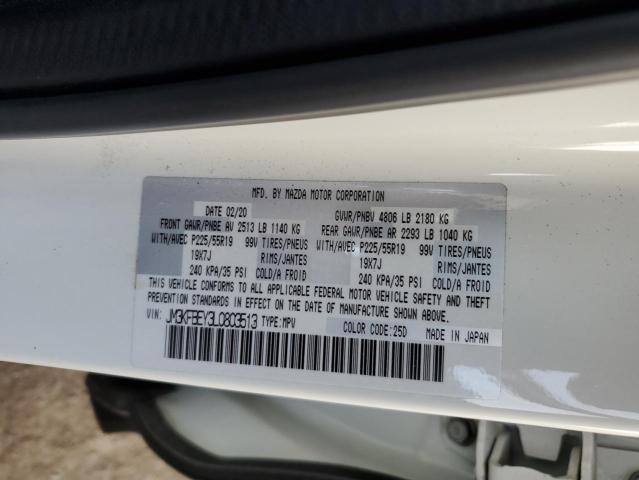 MFD. BY MAZDA MOTOR CORPORATION
DATE 02/20 GVWR/PNBV 4806 LB 2180 KG
FRONT GAWR/PNBE AV 2513 LB 1140 KG REAR GAWR/PNBE AR 2293 LB 1040 KG
WITH/AVEC P225/55R19 99V TIRES/PNEUS WITH/AVEC P225/55R19 99V TIRES/PNEUS
19X7J RIMS/JANTES 19X7J RIMS/JANTES
240 KPA/35 PSI COLD/A FROID 240 KPA/35 PSI COLD/A FROID
THIS VEHICLE CONFORMS TO ALL APPLICABLE FEDERAL MOTOR VEHICLE SAFETY AND THEFT
PREVENTION STANDARDS IN EFFECT ON THE DATE OF MANUFACTURE SHOWN ABOVE.
VIN: JM3KFBEY3L0803513 TYPE:MPV COLOR CODE:25D MADE IN JAPAN